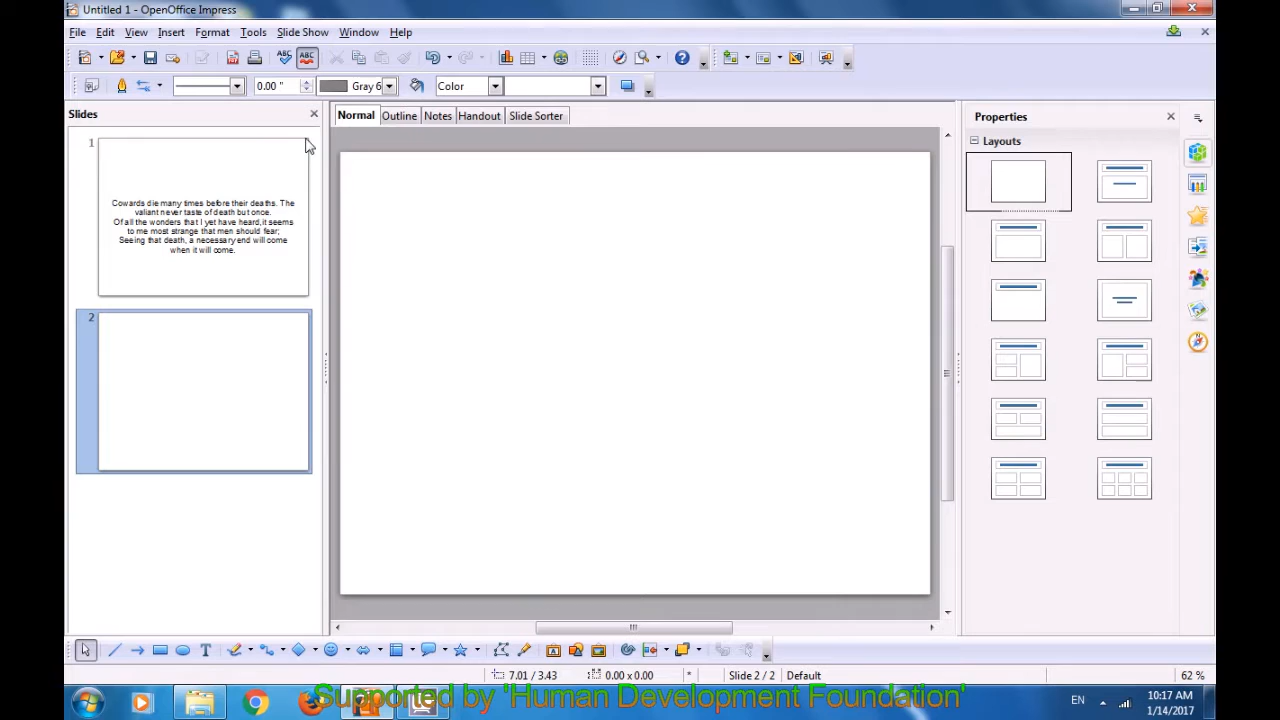 Untitled 1 - OpenOffice Impress
File Edit View Insert Format Tools Slide Show Window Help
0.00 " Gray 6 Color
Slides
Normal Outline Notes Handout Slide Sorter
Properties
Layouts
1
Cowards die many times before their deaths. The
valiant never taste of death but once.
Of all the wonders that I yet have heard,it seems
to me most strange that men should fear;
Seeing that death, a necessary end will come
when it will come.
2
7.01 / 3.43 0.00 x 0.00 * Slide 2 / 2 Default 62 %
Supported by 'Human Development Foundation'
EN 10:17 AM
1/14/2017